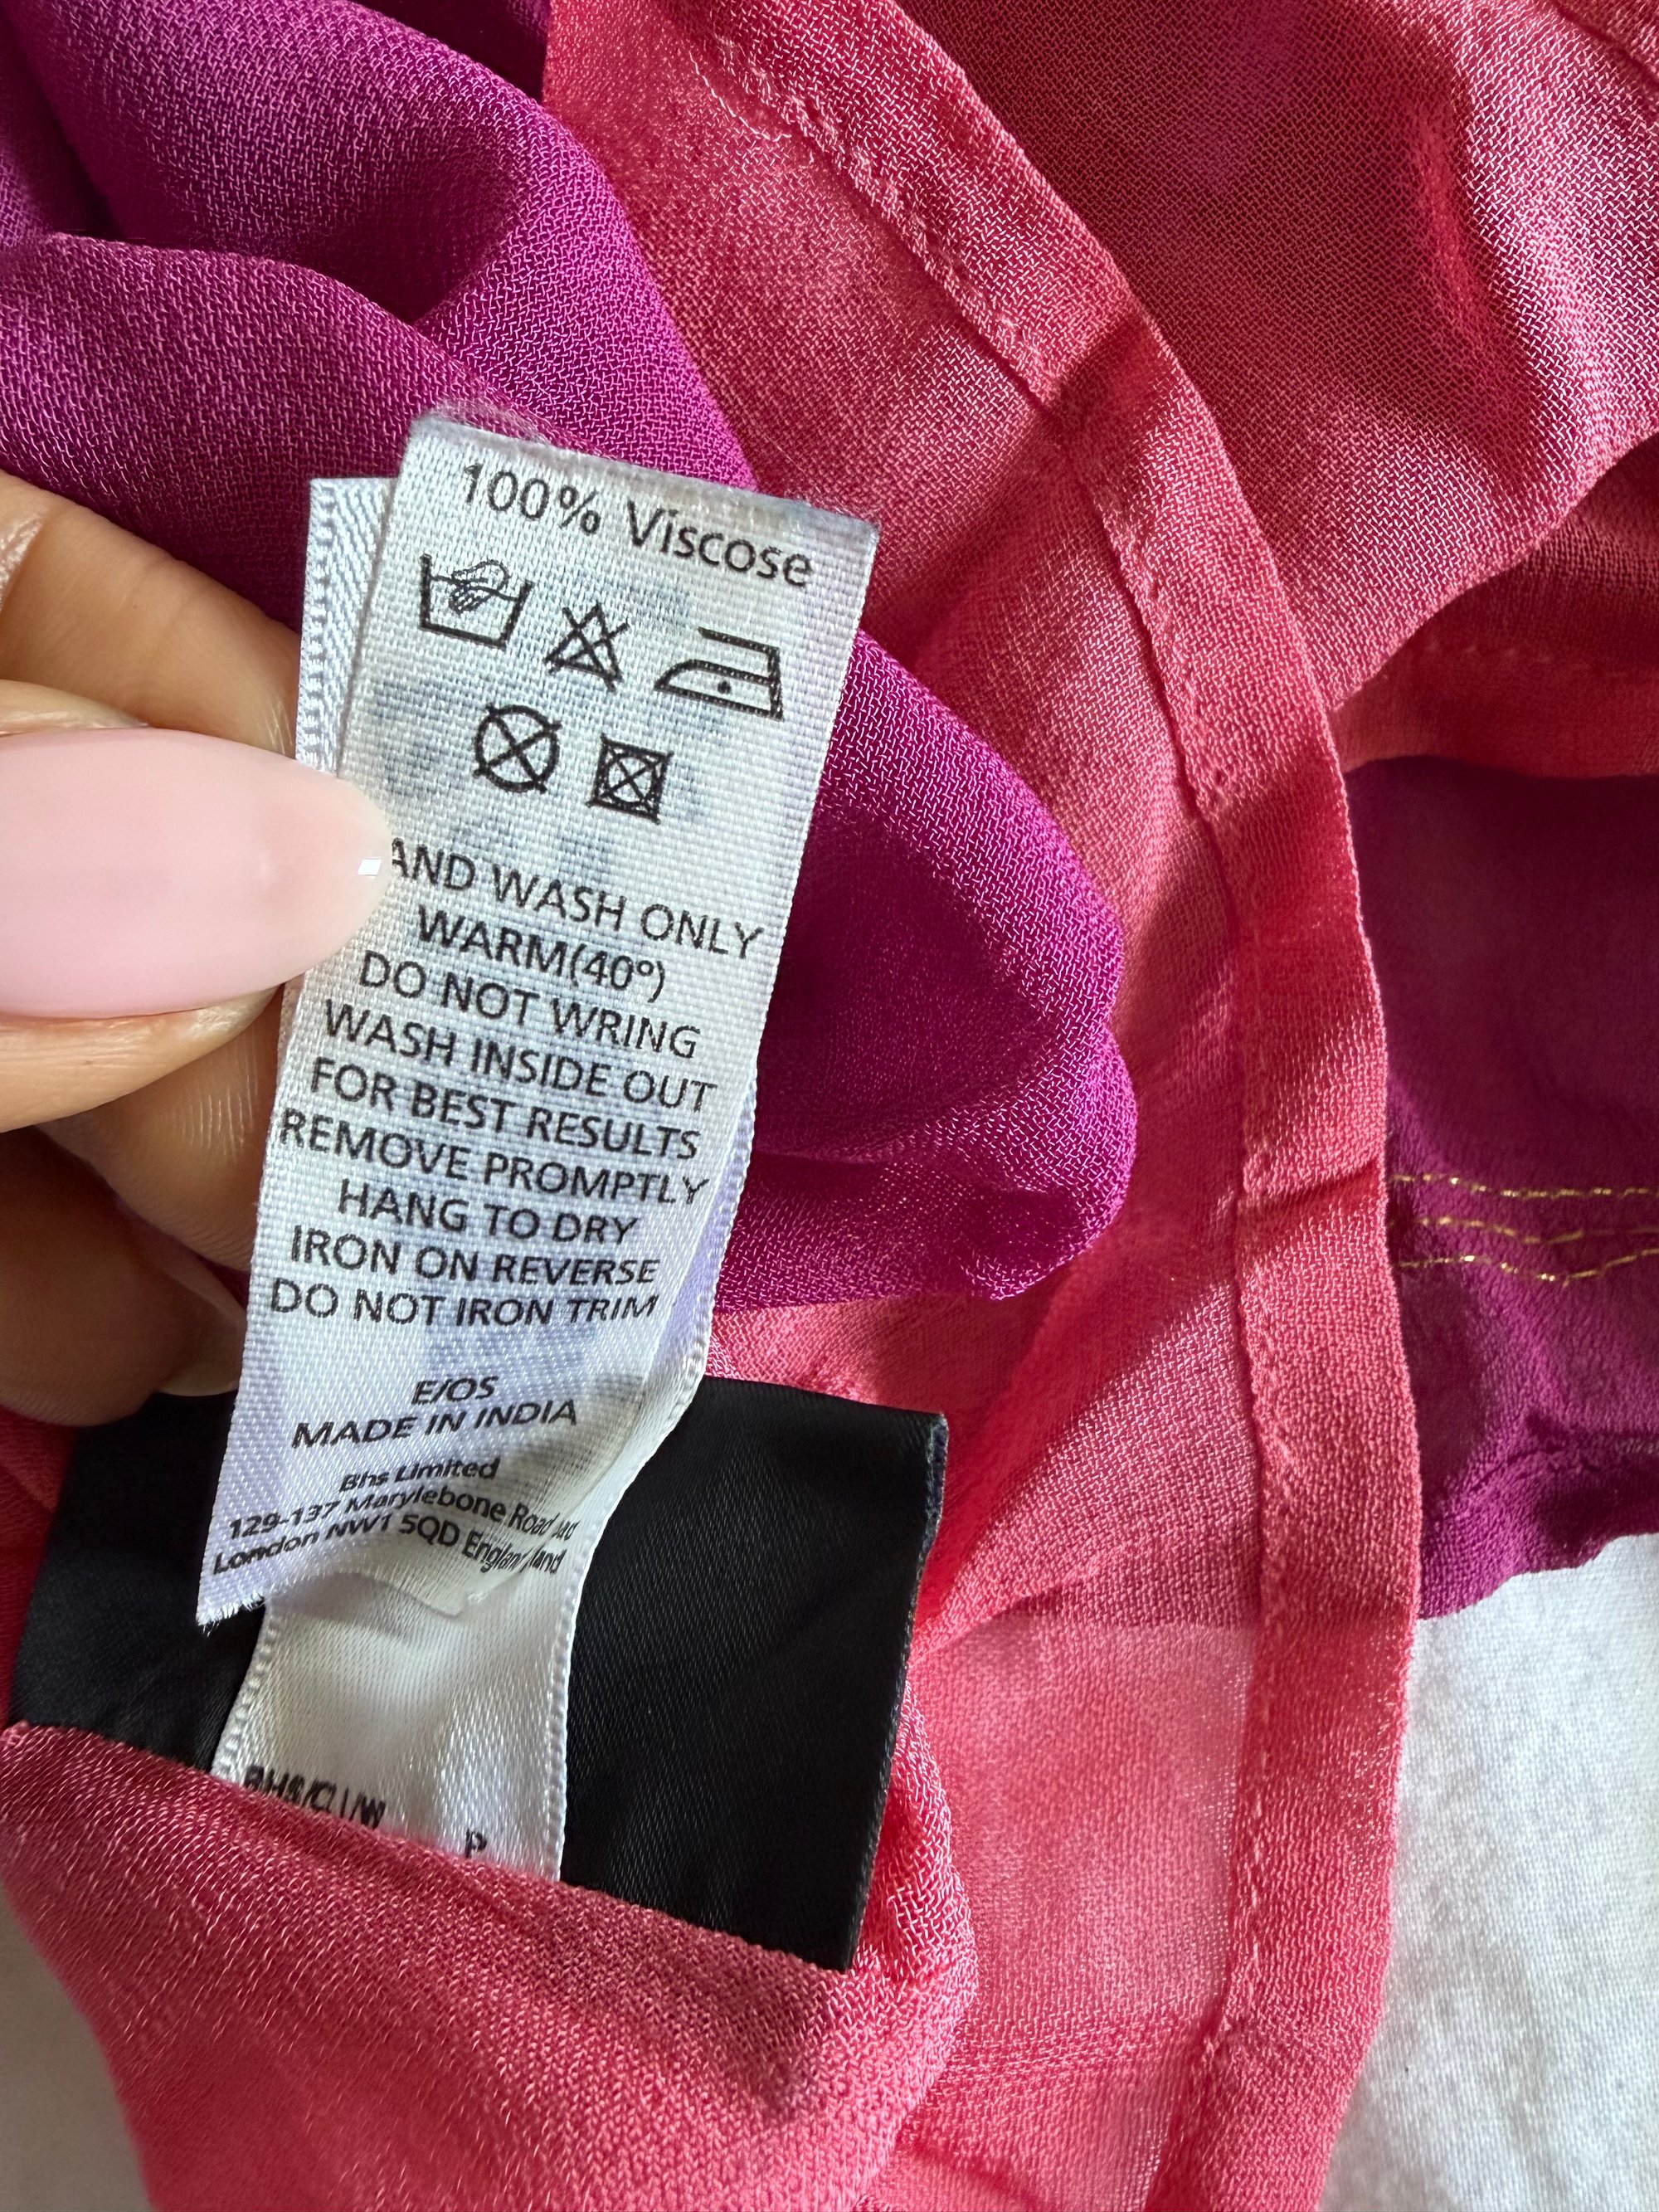 100% Viscose
AND WASH ONLY
WARM(40º)
DO NOT WRING
WASH INSIDE OUT
FOR BEST RESULTS
REMOVE PROMPTLY
HANG TO DRY
IRON ON REVERSE
DO NOT IRON TRIM
E/OS
MADE IN INDIA
Bhs Limited
129-137 Marylebone Road
London NW1 5QD England
P